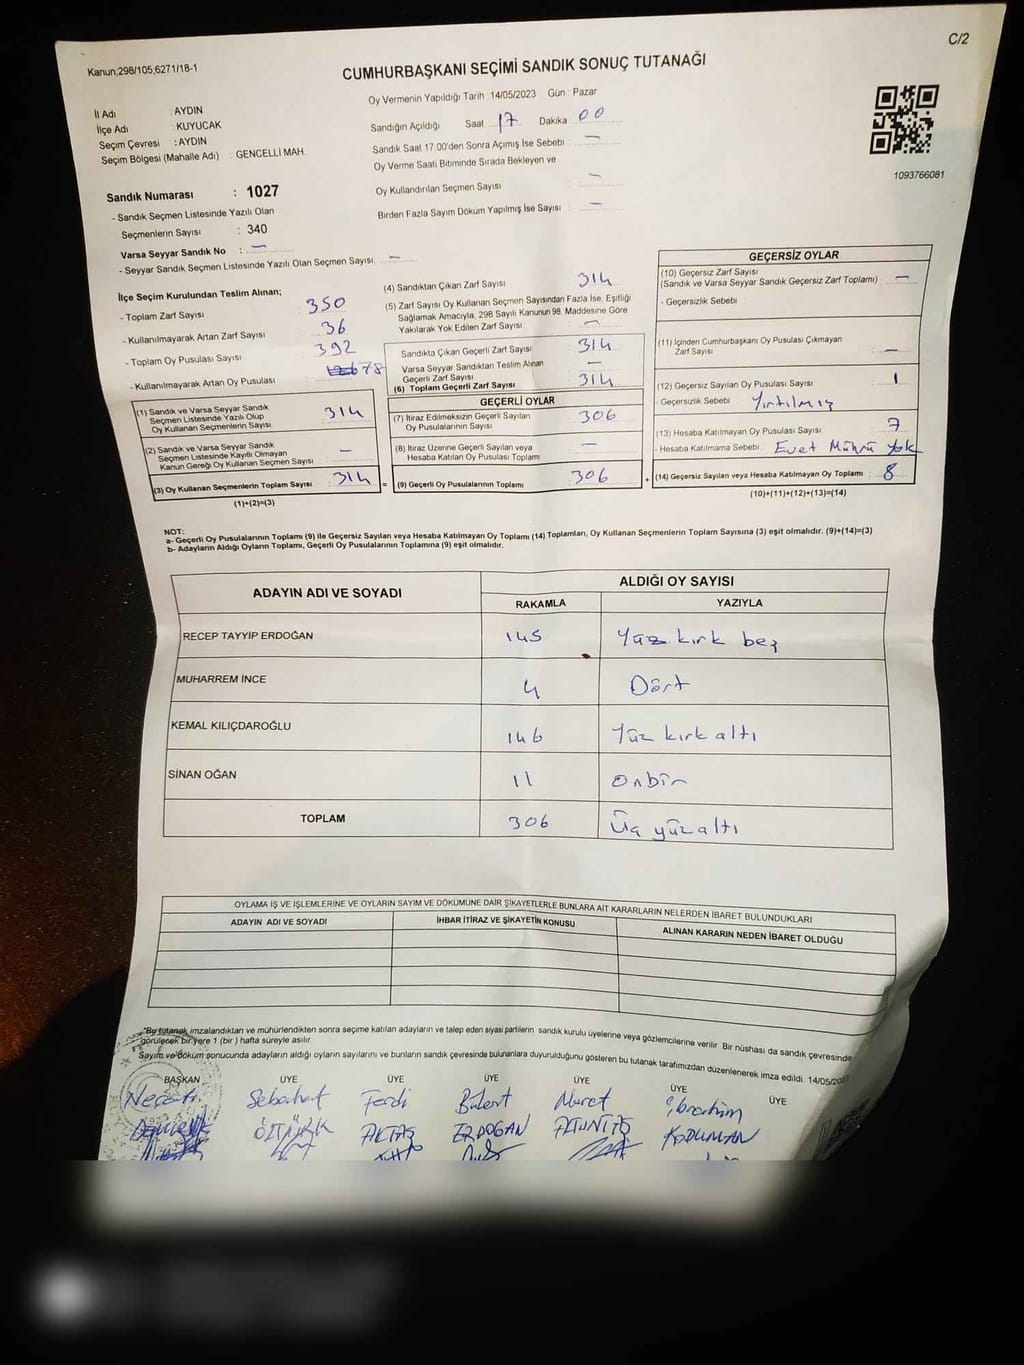 C/2
Kanun,298/105,6271/18-1
CUMHURBAŞKANI SEÇİMİ SANDIK SONUÇ TUTANAĞI
Oy Vermenin Yapıldığı Tarih : 14/05/2023 Gün : Pazar
İl Adı : AYDIN
İlçe Adı : KUYUCAK
Seçim Çevresi : AYDIN
Seçim Bölgesi (Mahalle Adı) : GENCELLİ MAH.
Sandığın Açıldığı Saat : 17 Dakika : 00
Sandık Saat 17.00'den Sonra Açılmış İse Sebebi : –
Oy Verme Saati Bitiminde Sırada Bekleyen ve
Oy Kullandırılan Seçmen Sayısı : –
Birden Fazla Sayım Döküm Yapılmış İse Sayısı : –
1093766081
Sandık Numarası : 1027
- Sandık Seçmen Listesinde Yazılı Olan
Seçmenlerin Sayısı : 340
Varsa Seyyar Sandık No : –
- Seyyar Sandık Seçmen Listesinde Yazılı Olan Seçmen Sayısı. –
İlçe Seçim Kurulundan Teslim Alınan;
- Toplam Zarf Sayısı : 350
- Kullanılmayarak Artan Zarf Sayısı : 36
- Toplam Oy Pusulası Sayısı : 392
- Kullanılmayarak Artan Oy Pusulası : 78
(1) Sandık ve Varsa Seyyar Sandık
Seçmen Listesinde Yazılı Olup
Oy Kullanan Seçmenlerin Sayısı : 314
(2) Sandık ve Varsa Seyyar Sandık
Seçmen Listesinde Kayıtlı Olmayan
Kanun Gereği Oy Kullanan Seçmen Sayısı : –
(3) Oy Kullanan Seçmenlerin Toplam Sayısı : 314
(1)+(2)=(3)
(4) Sandıktan Çıkan Zarf Sayısı : 314
(5) Zarf Sayısı Oy Kullanan Seçmen Sayısından Fazla İse, Eşitliği
Sağlamak Amacıyla, 298 Sayılı Kanunun 98. Maddesine Göre
Yakılarak Yok Edilen Zarf Sayısı : –
Sandıkta Çıkan Geçerli Zarf Sayısı : 314
Varsa Seyyar Sandıktan Teslim Alınan
Geçerli Zarf Sayısı : –
(6) Toplam Geçerli Zarf Sayısı : 314
GEÇERLİ OYLAR
(7) İtiraz Edilmeksizin Geçerli Sayılan
Oy Pusulalarının Sayısı : 306
(8) İtiraz Üzerine Geçerli Sayılan veya
Hesaba Katılan Oy Pusulası Toplamı : –
= (9) Geçerli Oy Pusulalarının Toplamı : 306 +
GEÇERSİZ OYLAR
(10) Geçersiz Zarf Sayısı
(Sandık ve Varsa Seyyar Sandık Geçersiz Zarf Toplamı) : –
- Geçersizlik Sebebi :
(11) İçinden Cumhurbaşkanı Oy Pusulası Çıkmayan
Zarf Sayısı : –
(12) Geçersiz Sayılan Oy Pusulası Sayısı : 1
- Geçersizlik Sebebi : Yırtılmış
(13) Hesaba Katılmayan Oy Pusulası Sayısı : 7
- Hesaba Katılmama Sebebi : Evet Mührü Yok
(14) Geçersiz Sayılan veya Hesaba Katılmayan Oy Toplamı : 8
(10)+(11)+(12)+(13)=(14)
NOT:
a- Geçerli Oy Pusulalarının Toplamı (9) ile Geçersiz Sayılan veya Hesaba Katılmayan Oy Toplamı (14) Toplamları, Oy Kullanan Seçmenlerin Toplam Sayısına (3) eşit olmalıdır. (9)+(14)=(3)
b- Adayların Aldığı Oyların Toplamı, Geçerli Oy Pusulalarının Toplamına (9) eşit olmalıdır.
ADAYIN ADI VE SOYADI ALDIĞI OY SAYISI
RAKAMLA YAZIYLA
RECEP TAYYİP ERDOĞAN 145 Yüz kırk beş
MUHARREM İNCE 4 Dört
KEMAL KILIÇDAROĞLU 146 Yüz kırk altı
SİNAN OĞAN 11 onbir
TOPLAM 306 Üç yüz altı
OYLAMA İŞ VE İŞLEMLERİNE VE OYLARIN SAYIM VE DÖKÜMÜNE DAİR ŞİKAYETLERLE BUNLARA AİT KARARLARIN NELERDEN İBARET BULUNDUKLARI
ADAYIN ADI VE SOYADI İHBAR İTİRAZ VE ŞİKAYETİN KONUSU ALINAN KARARIN NEDEN İBARET OLDUĞU
*Bu tutanak imzalandıktan ve mühürlendikten sonra seçime katılan adayların ve talep eden siyasi partilerin sandık kurulu üyelerine veya gözlemcilerine verilir. Bir nüshası da sandık çevresinde
görülecek bir yere 1 (bir) hafta süreyle asılır.
Sayım ve döküm sonucunda adayların aldığı oyların sayılarını ve bunların sandık çevresinde bulunanlara duyurulduğunu gösteren bu tutanak tarafımızdan düzenlenerek imza edildi. 14/05/2023
BAŞKAN ÜYE ÜYE ÜYE ÜYE ÜYE ÜYE
Sebahat Ferdi Bülent Nuret İbrahim
ÖZTÜRK AKTAŞ ERDOĞAN KADUMAN